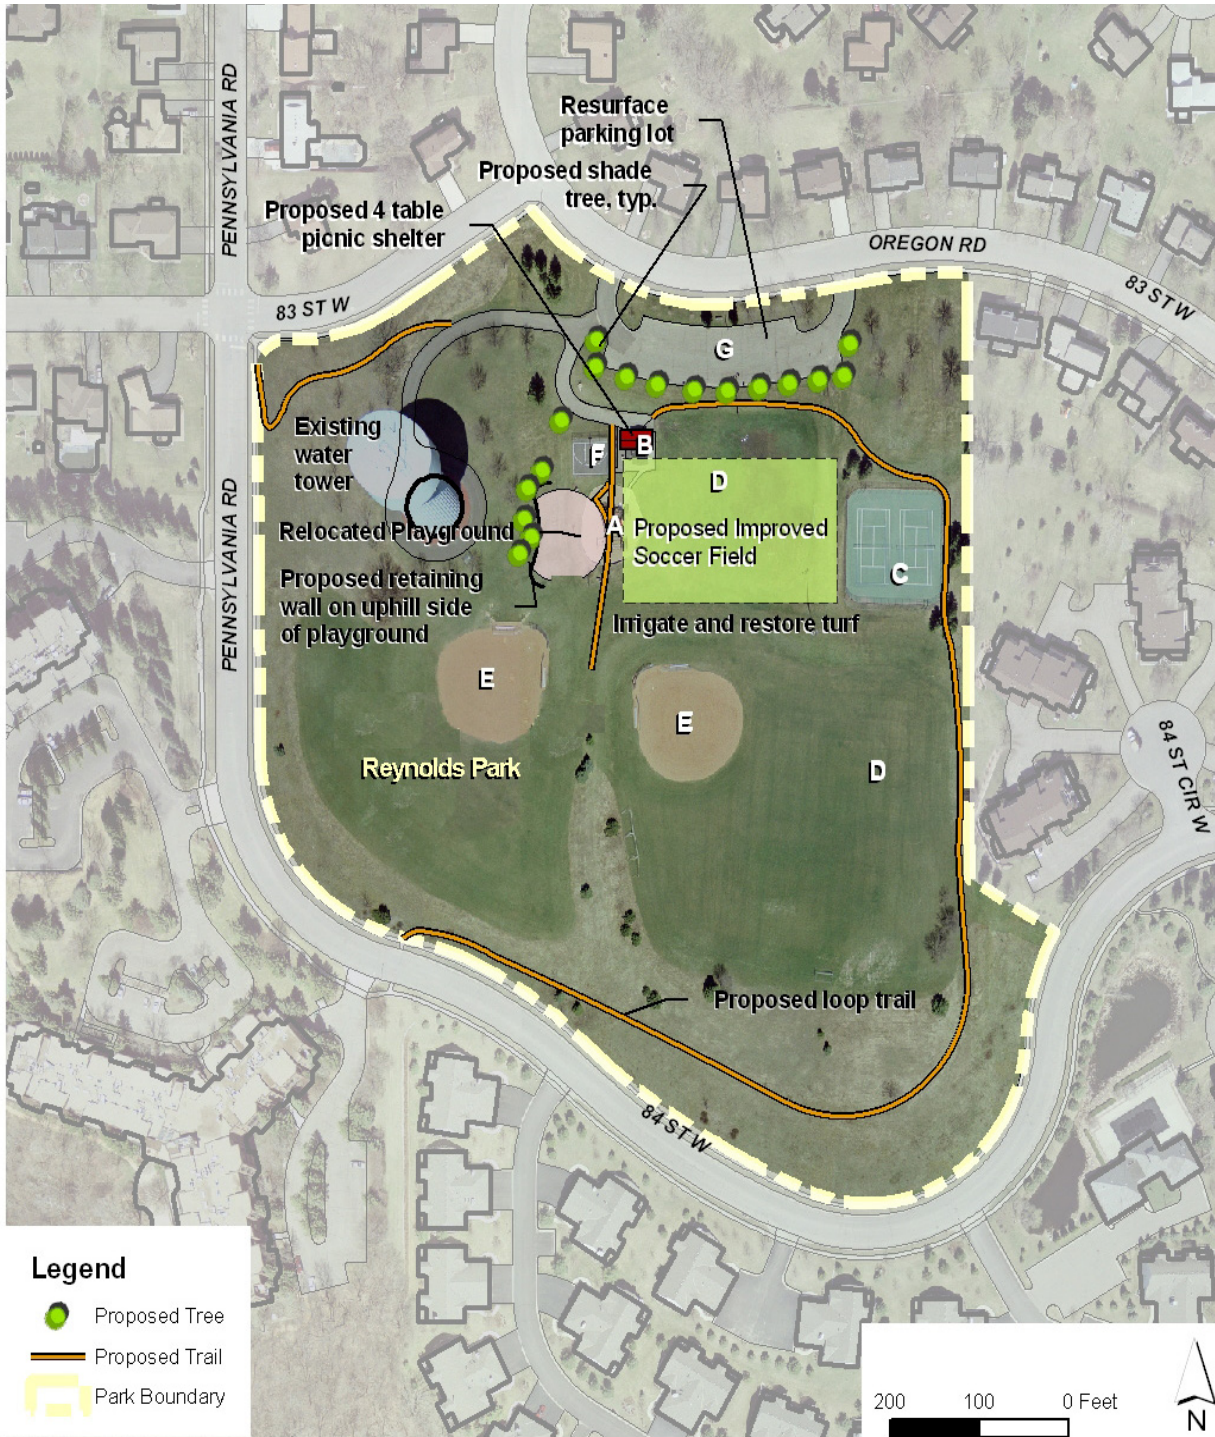 PENNSYLVANIA RD
Resurface
parking lot
Proposed shade
tree, typ.
Proposed 4 table
picnic shelter
OREGON RD
83 ST W
83 ST W
G
Existing
water
tower
B
F
D
Relocated Playground
A
Proposed Improved
Soccer Field
C
Proposed retaining
wall on uphill side
of playground
PENNSYLVANIA RD
Irrigate and restore turf
E
E
Reynolds Park
D
84 ST CIR W
Proposed loop trail
84 ST W
Legend
Proposed Tree
Proposed Trail
Park Boundary
200 100 0 Feet
N